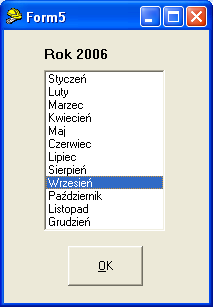 Form5
Rok 2006
Styczeń
Luty
Marzec
Kwiecień
Maj
Czerwiec
Lipiec
Sierpień
Wrzesień
Październik
Listopad
Grudzień
OK